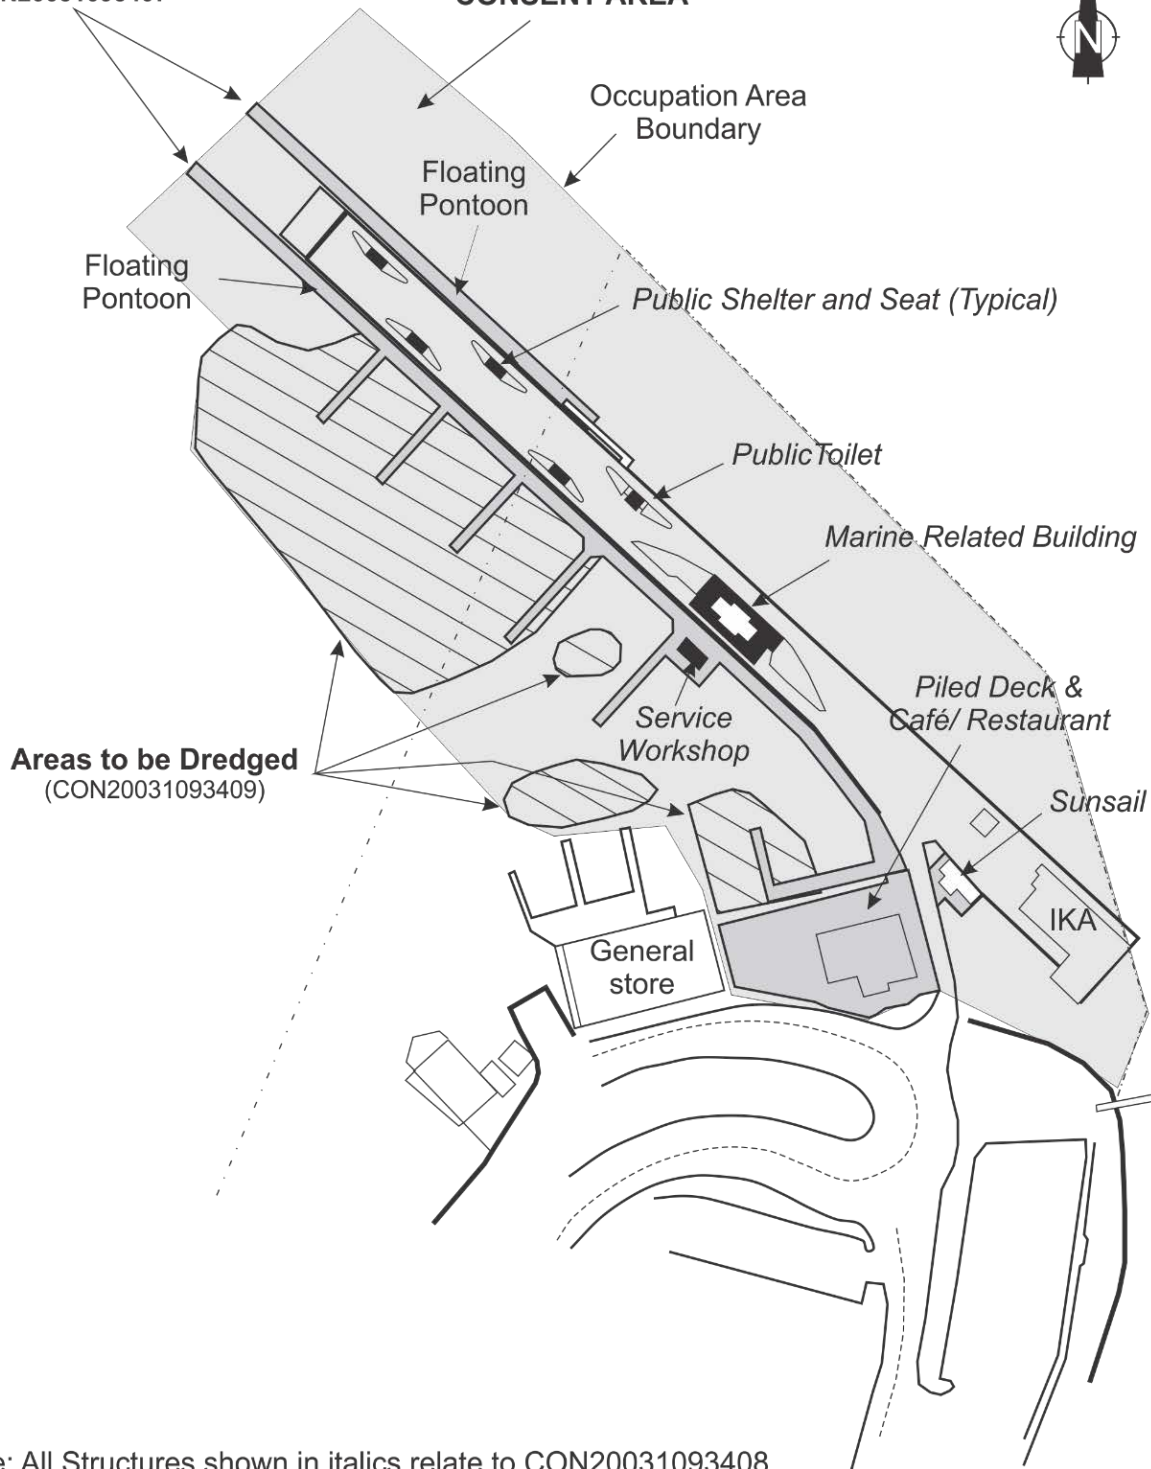 CONSENT AREA
N
Occupation Area
Boundary
Floating
Pontoon
Floating
Pontoon
Public Shelter and Seat (Typical)
PublicToilet
Marine Related Building
Piled Deck &
Café/ Restaurant
Service
Workshop
Areas to be Dredged
(CON20031093409)
Sunsail
IKA
General
store
All Structures shown in italics relate to CON20031093408